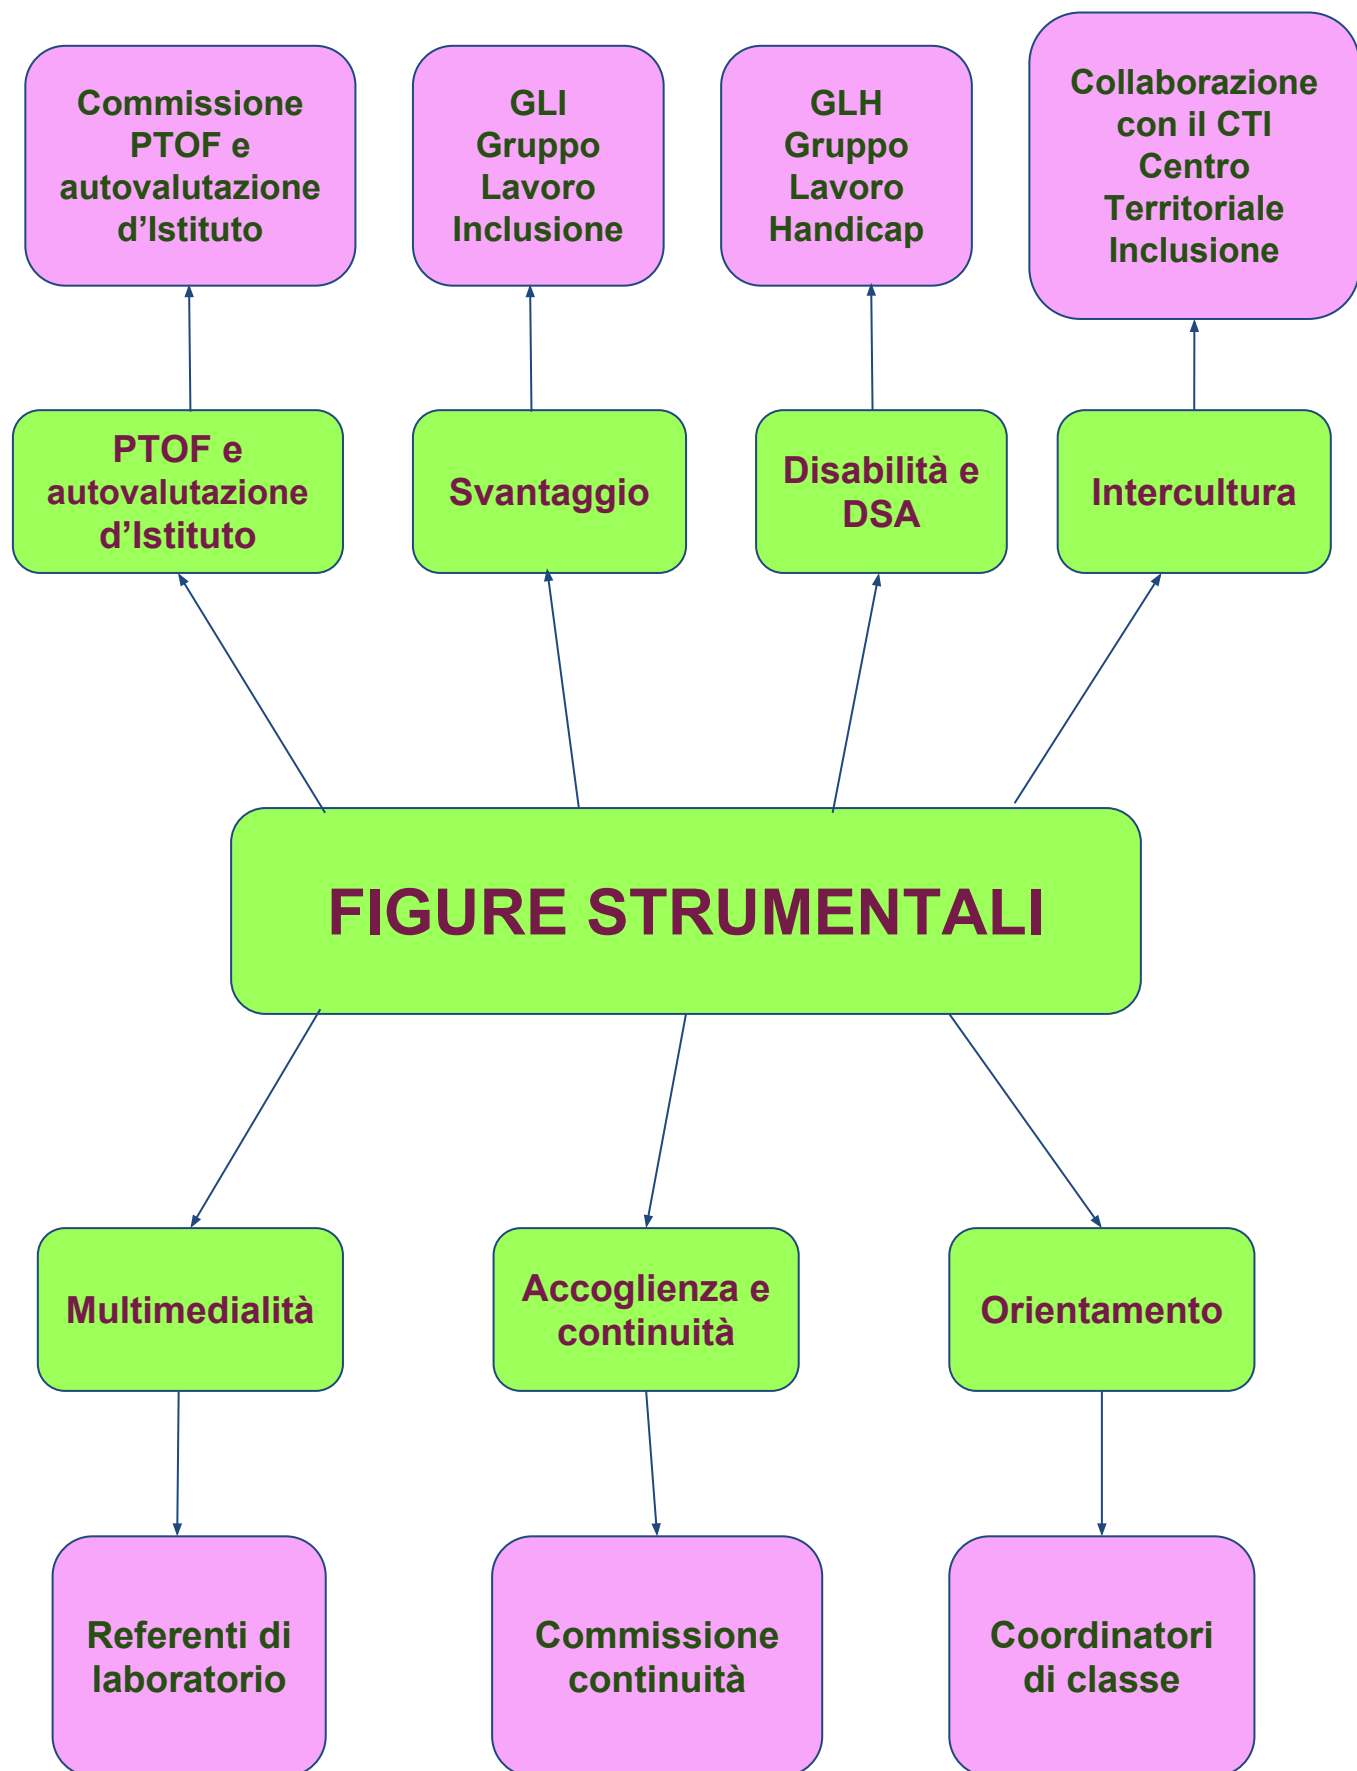 Commissione
PTOF e
autovalutazione
d’Istituto
GLI
Gruppo
Lavoro
Inclusione
GLH
Gruppo
Lavoro
Handicap
Collaborazione
con il CTI
Centro
Territoriale
Inclusione
PTOF e
autovalutazione
d’Istituto
Svantaggio
Disabilità e
DSA
Intercultura
FIGURE STRUMENTALI
Multimedialità
Accoglienza e
continuità
Orientamento
Referenti di
laboratorio
Commissione
continuità
Coordinatori
di classe